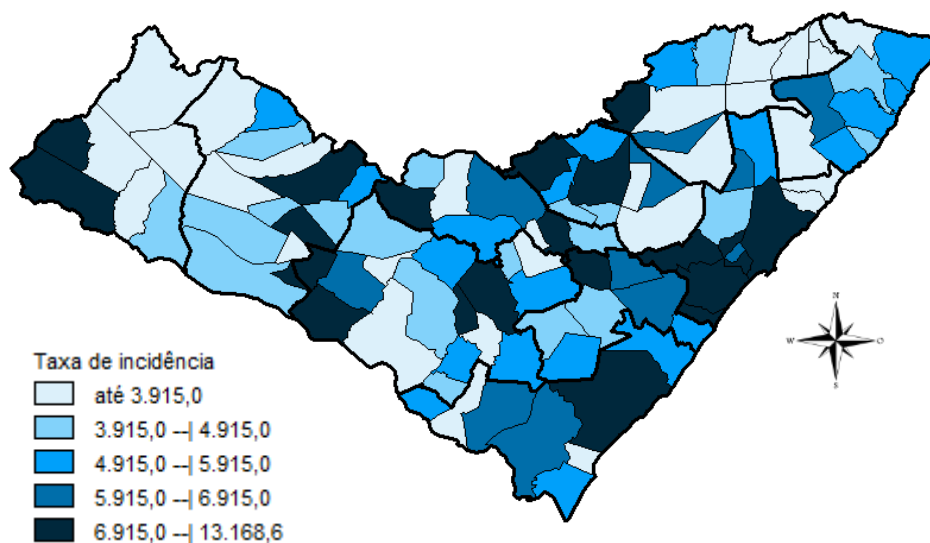 Taxa de incidência
até 3.915,0
3.915,0 --| 4.915,0
4.915,0 --| 5.915,0
5.915,0 --| 6.915,0
6.915,0 --| 13.168,6
N
W O
S